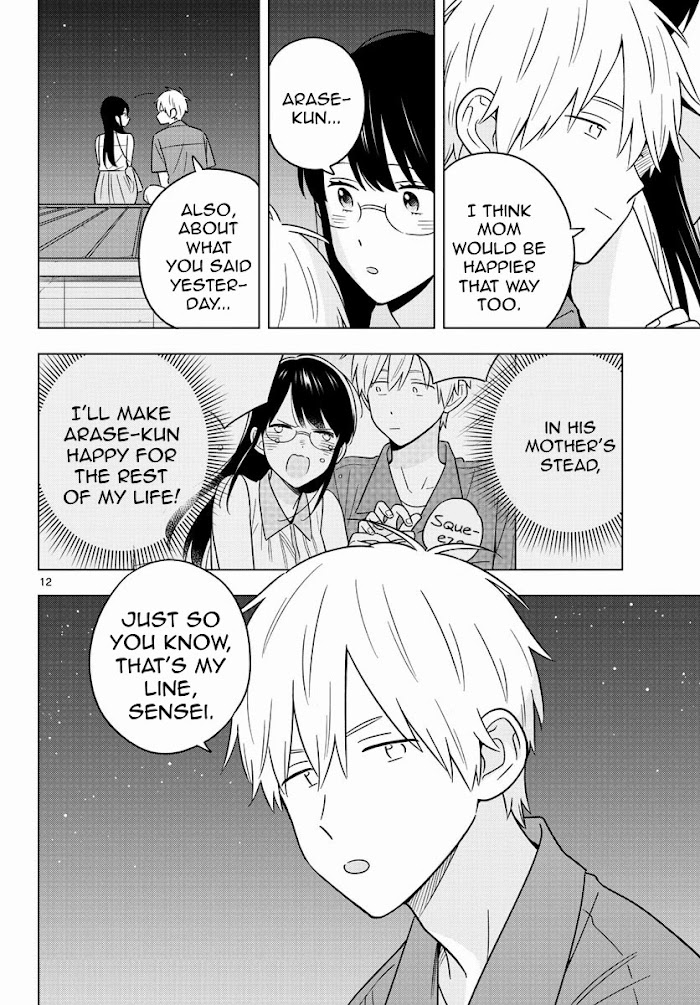 I THINK
MOM
WOULD BE
HAPPIER
THAT WAY
TOO.
ARASE-
KUN...
ALSO,
ABOUT
WHAT
YOU SAID
YESTER-
DAY...
IN HIS
MOTHER'S
STEAD,
Sque-
eze
I'LL MAKE
ARASE-KUN
HAPPY FOR
THE REST
OF MY LIFE!
12
JUST SO
YOU KNOW,
THAT'S MY
LINE,
SENSEI.